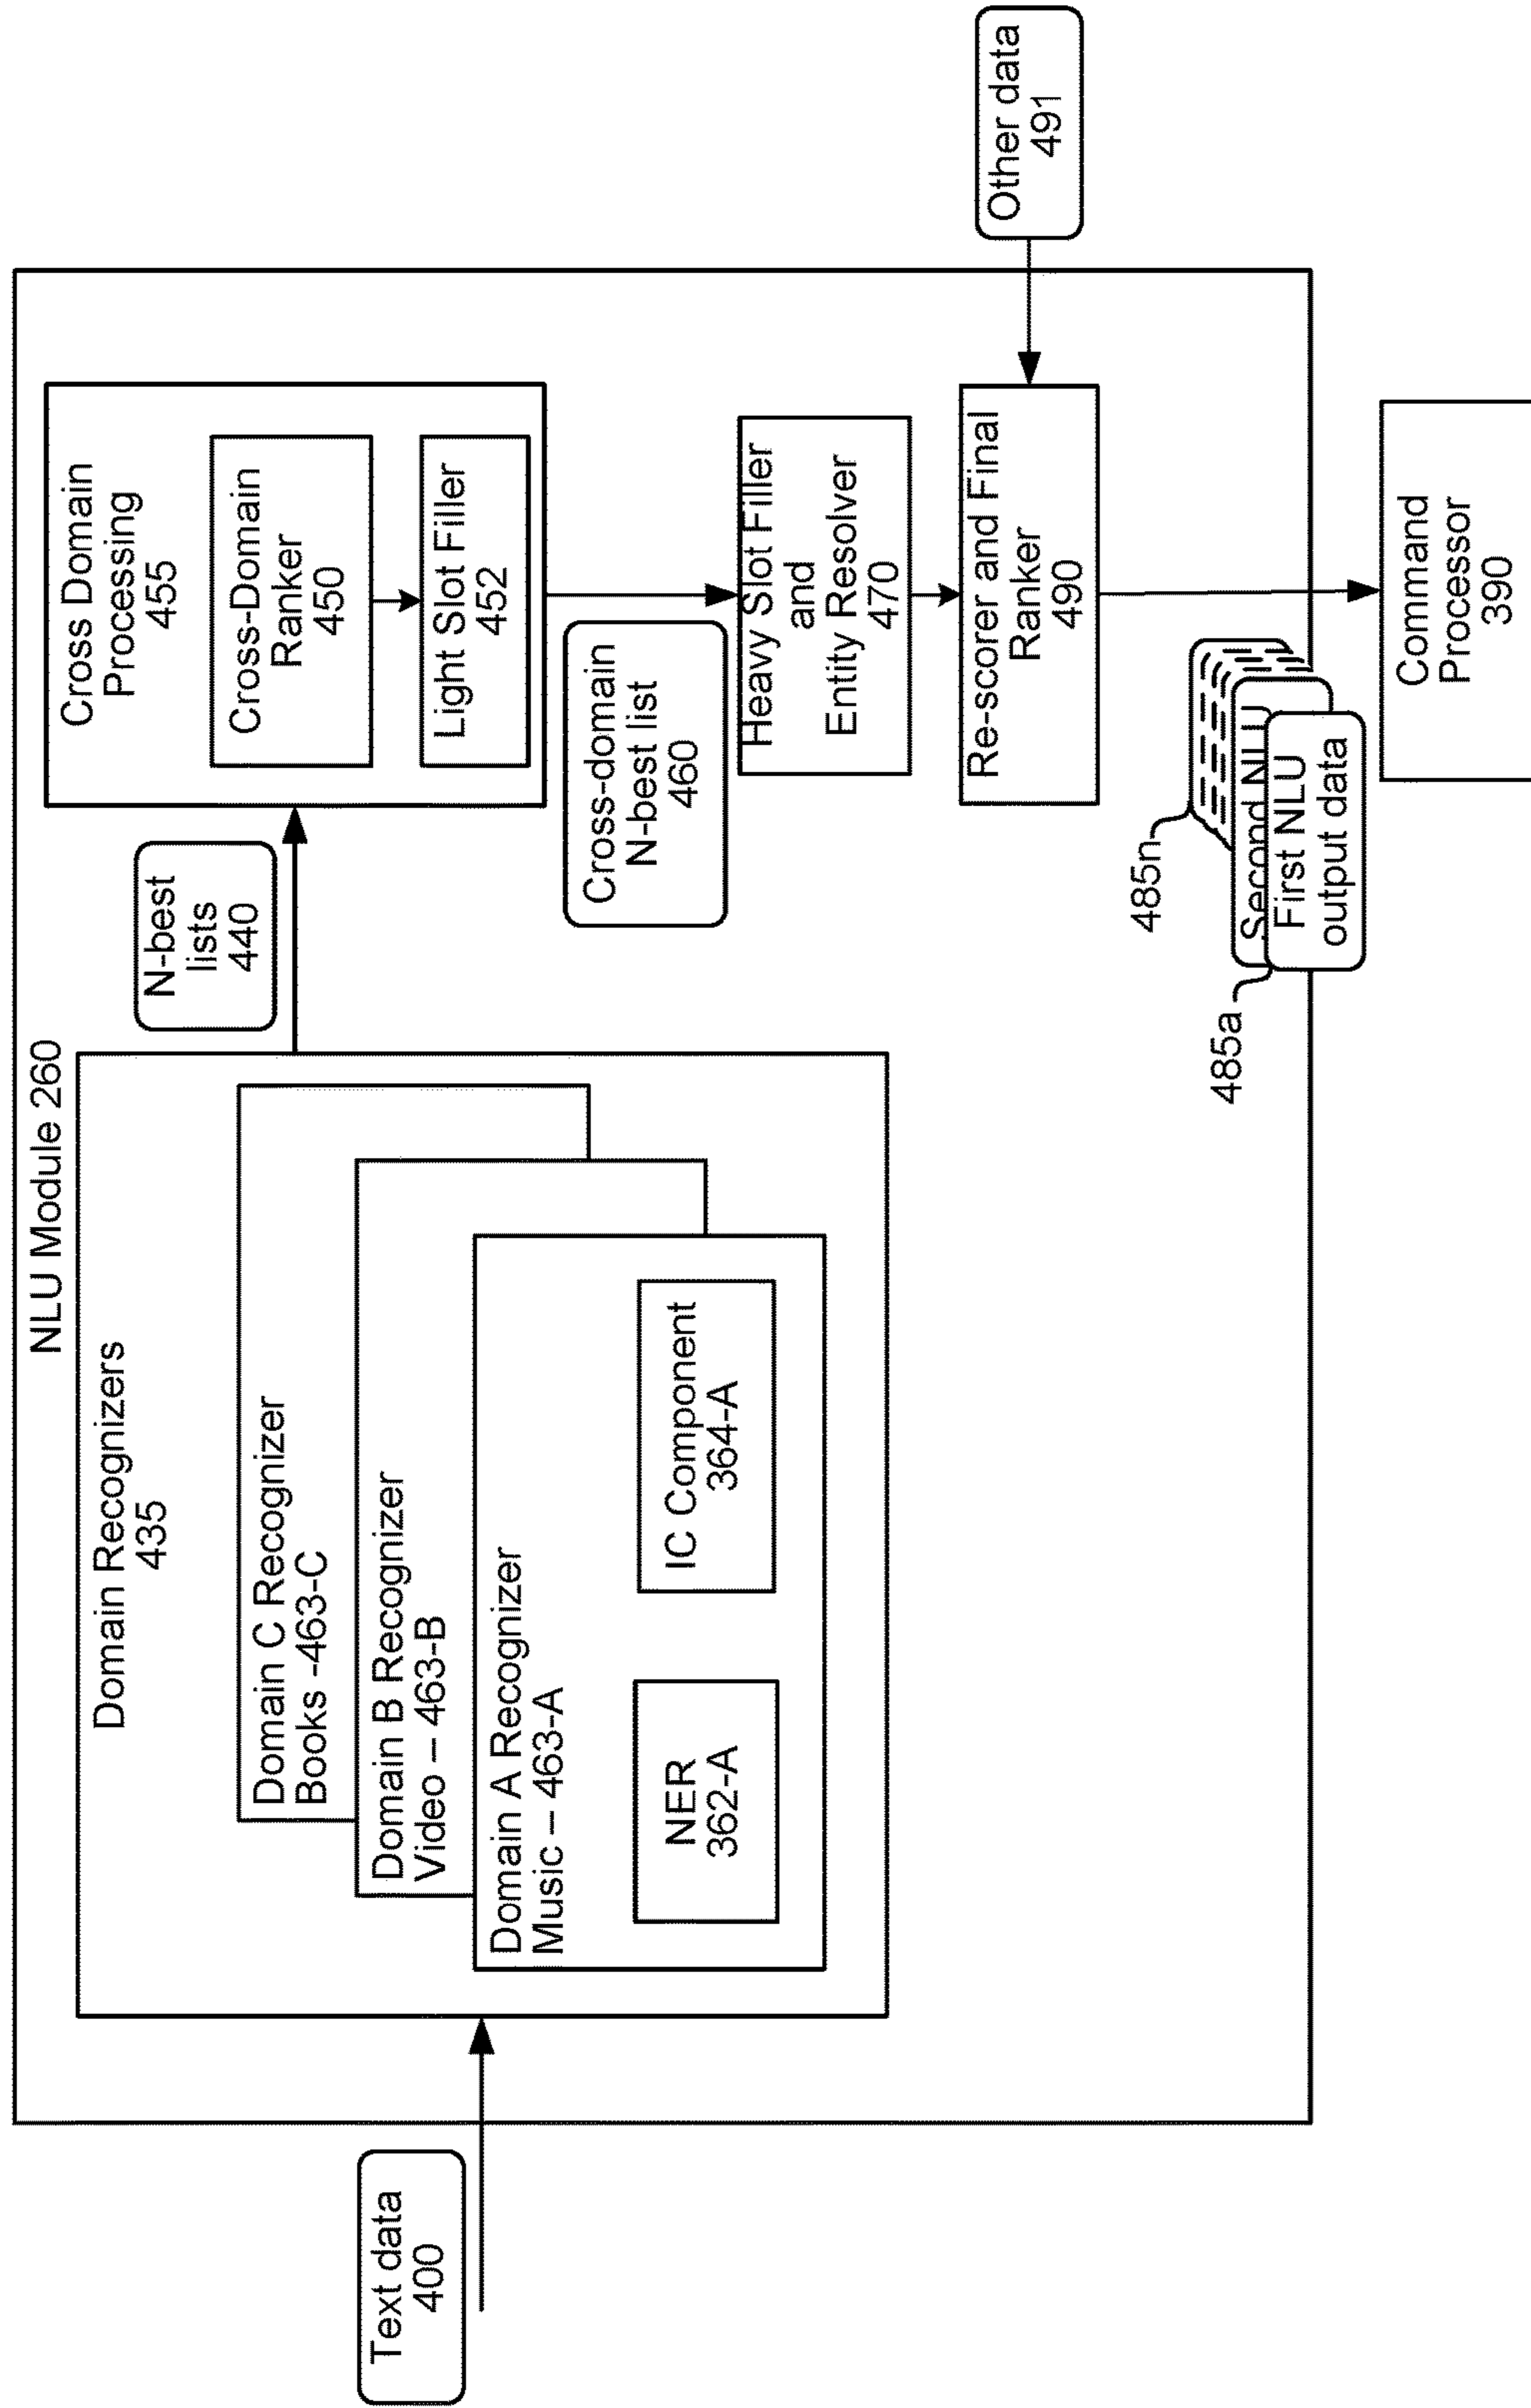 NLU Module 260
Text data
400
Domain Recognizers
435
Domain C Recognizer
Books -463-C
Domain B Recognizer
Video – 463-B
Domain A Recognizer
Music – 463-A
NER
362-A
IC Component
364-A
N-best
lists
440
Cross Domain
Processing
455
Cross-Domain
Ranker
450
Light Slot Filler
452
Cross-domain
N-best list
460
Heavy Slot Filler
and
Entity Resolver
470
Re-scorer and Final
Ranker
490
Other data
491
485n
485a
Second NLU
First NLU
output data
Command
Processor
390